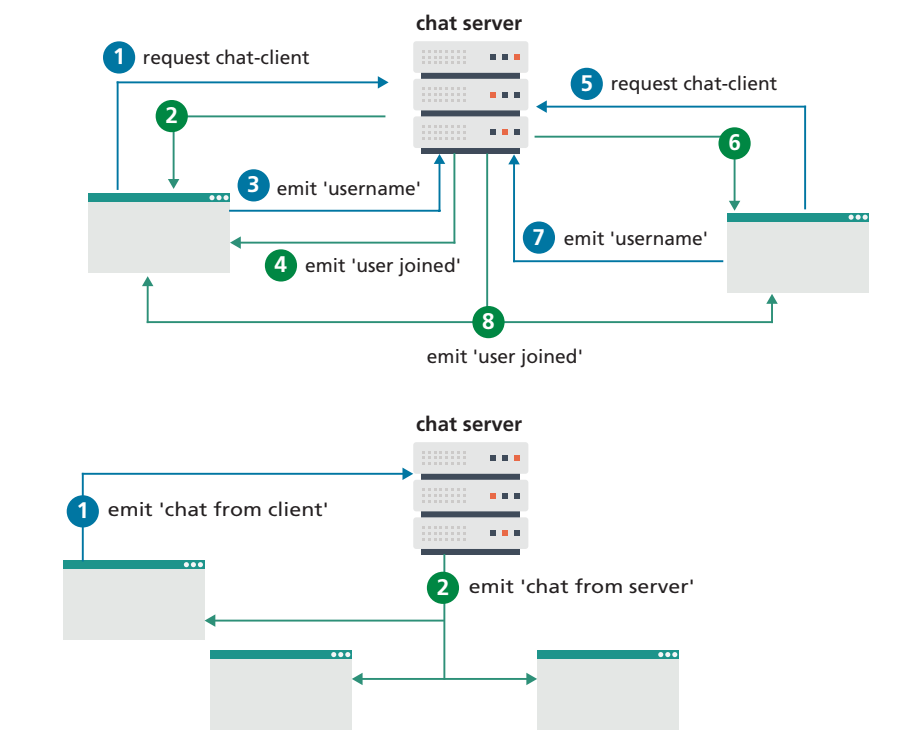 chat server
1 request chat-client
5 request chat-client
2
6
3 emit 'username'
7 emit 'username'
4 emit 'user joined'
8
emit 'user joined'
chat server
1 emit 'chat from client'
2 emit 'chat from server'